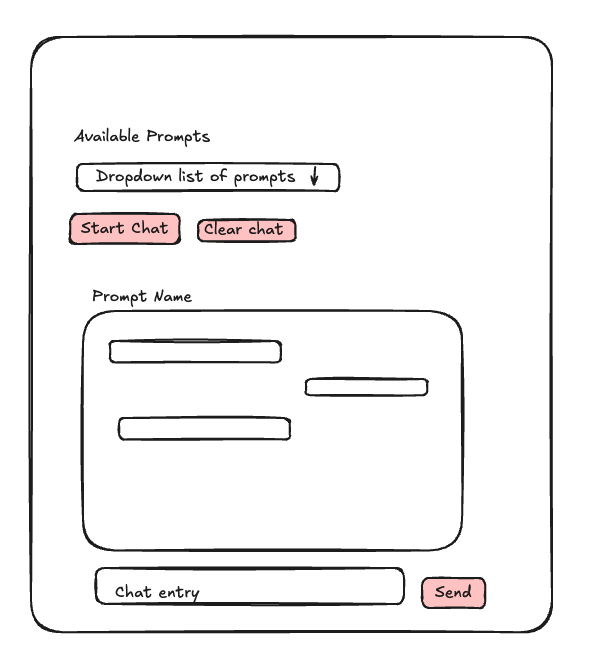 Available Prompts
Dropdown list of prompts
Start Chat
Clear chat
Prompt Name
Chat entry
Send